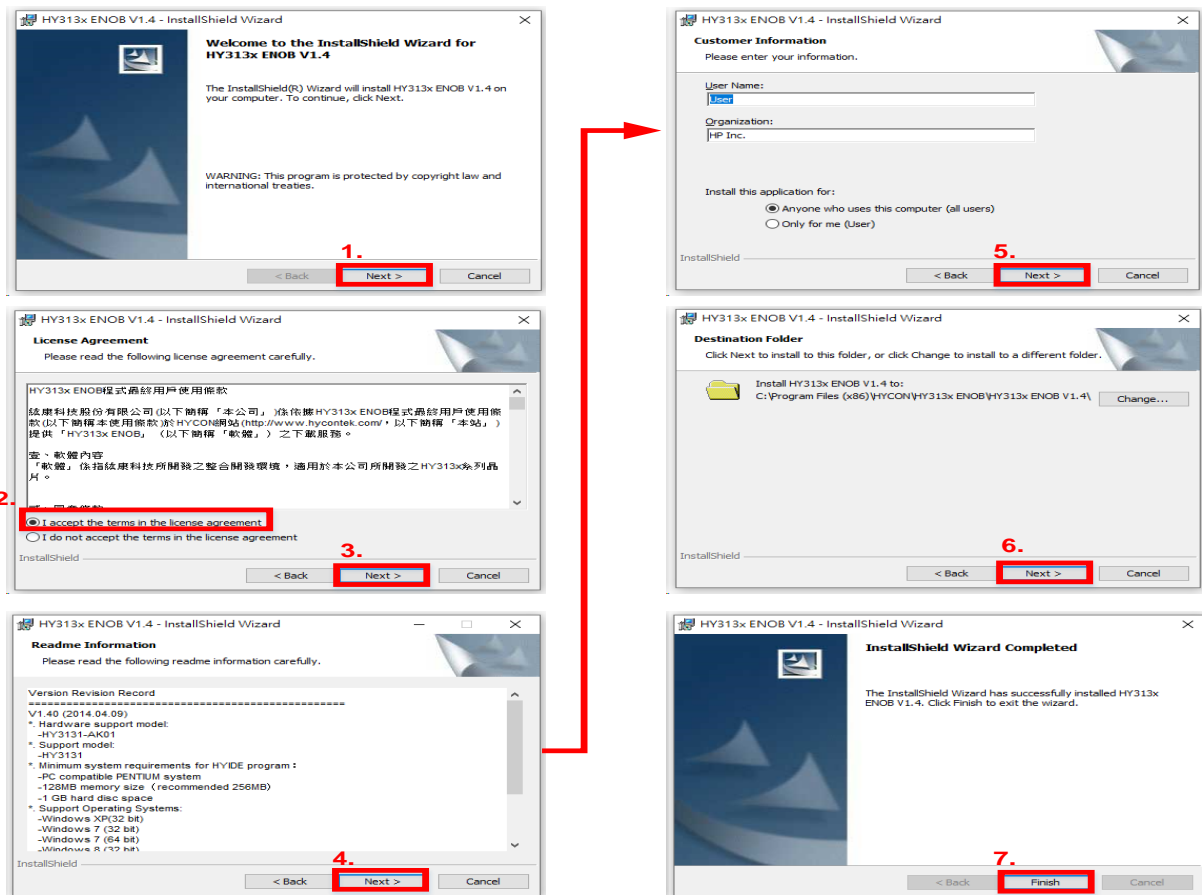 HY313x ENOB V1.4 - InstallShield Wizard
Welcome to the InstallShield Wizard for
HY313x ENOB V1.4
The InstallShield(R) Wizard will install HY313x ENOB V1.4 on
your computer. To continue, click Next.
WARNING: This program is protected by copyright law and
international treaties.
1.
< Back
Next >
Cancel
HY313x ENOB V1.4 - InstallShield Wizard
License Agreement
Please read the following license agreement carefully.
HY313x ENOB程式最終用戶使用條款
紘康科技股份有限公司(以下簡稱「本公司」)係依據HY313x ENOB程式最終用戶使用條
款(以下簡稱本使用條款)於HYCON網站(http://www.hycontek.com/，以下簡稱「本站」)
提供「HY313x ENOB」（以下簡稱「軟體」）之下載服務。
壹、軟體內容
「軟體」係指紘康科技所開發之整合開發環境，適用於本公司所開發之HY313x系列晶
片。
2.
I accept the terms in the license agreement
I do not accept the terms in the license agreement
InstallShield
3.
< Back
Next >
Cancel
HY313x ENOB V1.4 - InstallShield Wizard
Readme Information
Please read the following readme information carefully.
Version Revision Record
==================================================
V1.40 (2014.04.09)
*. Hardware support model:
-HY3131-AK01
*. Support model:
-HY3131
*. Minimum system requirements for HYIDE program：
-PC compatible PENTIUM system
-128MB memory size（recommended 256MB）
-1 GB hard disc space
*. Support Operating Systems:
-Windows XP(32 bit)
-Windows 7 (32 bit)
-Windows 7 (64 bit)
-Windows 8 (32 bit)
InstallShield
4.
< Back
Next >
Cancel
HY313x ENOB V1.4 - InstallShield Wizard
Customer Information
Please enter your information.
User Name:
User
Organization:
HP Inc.
Install this application for:
Anyone who uses this computer (all users)
Only for me (User)
InstallShield
5.
< Back
Next >
Cancel
HY313x ENOB V1.4 - InstallShield Wizard
Destination Folder
Click Next to install to this folder, or click Change to install to a different folder.
Install HY313x ENOB V1.4 to:
C:\Program Files (x86)\HYCON\HY313x ENOB\HY313x ENOB V1.4\
Change...
InstallShield
6.
< Back
Next >
Cancel
HY313x ENOB V1.4 - InstallShield Wizard
InstallShield Wizard Completed
The InstallShield Wizard has successfully installed HY313x
ENOB V1.4. Click Finish to exit the wizard.
7.
< Back
Finish
Cancel